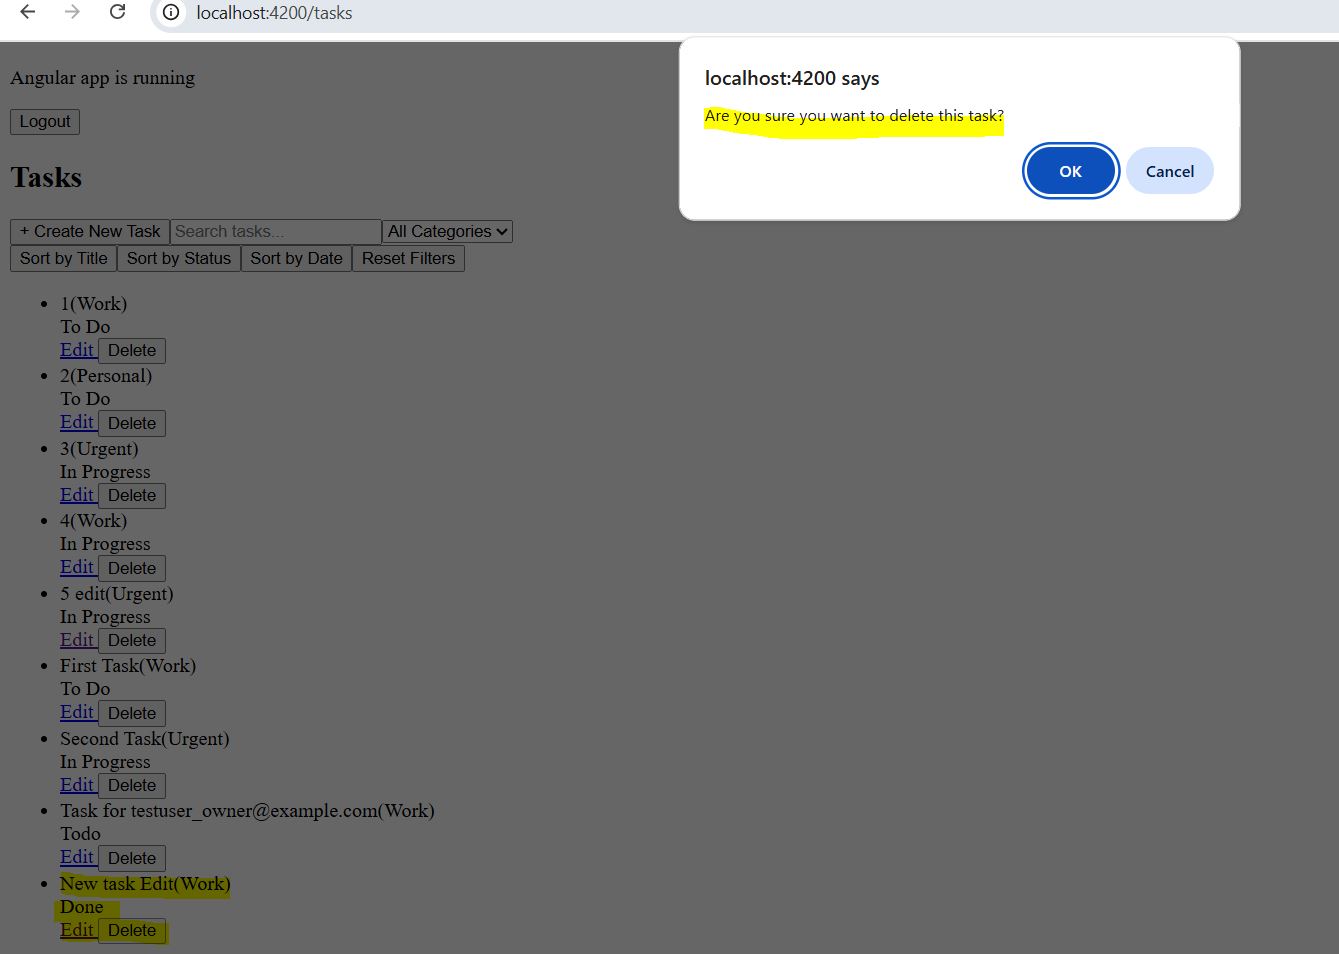 localhost:4200/tasks
localhost:4200 says
Are you sure you want to delete this task?
OK Cancel
Angular app is running
Logout
Tasks
+ Create New Task Search tasks... All Categories
Sort by Title Sort by Status Sort by Date Reset Filters
1(Work)
To Do
Edit Delete
2(Personal)
To Do
Edit Delete
3(Urgent)
In Progress
Edit Delete
4(Work)
In Progress
Edit Delete
5 edit(Urgent)
In Progress
Edit Delete
First Task(Work)
To Do
Edit Delete
Second Task(Urgent)
In Progress
Edit Delete
Task for testuser_owner@example.com(Work)
Todo
Edit Delete
New task Edit(Work)
Done
Edit Delete